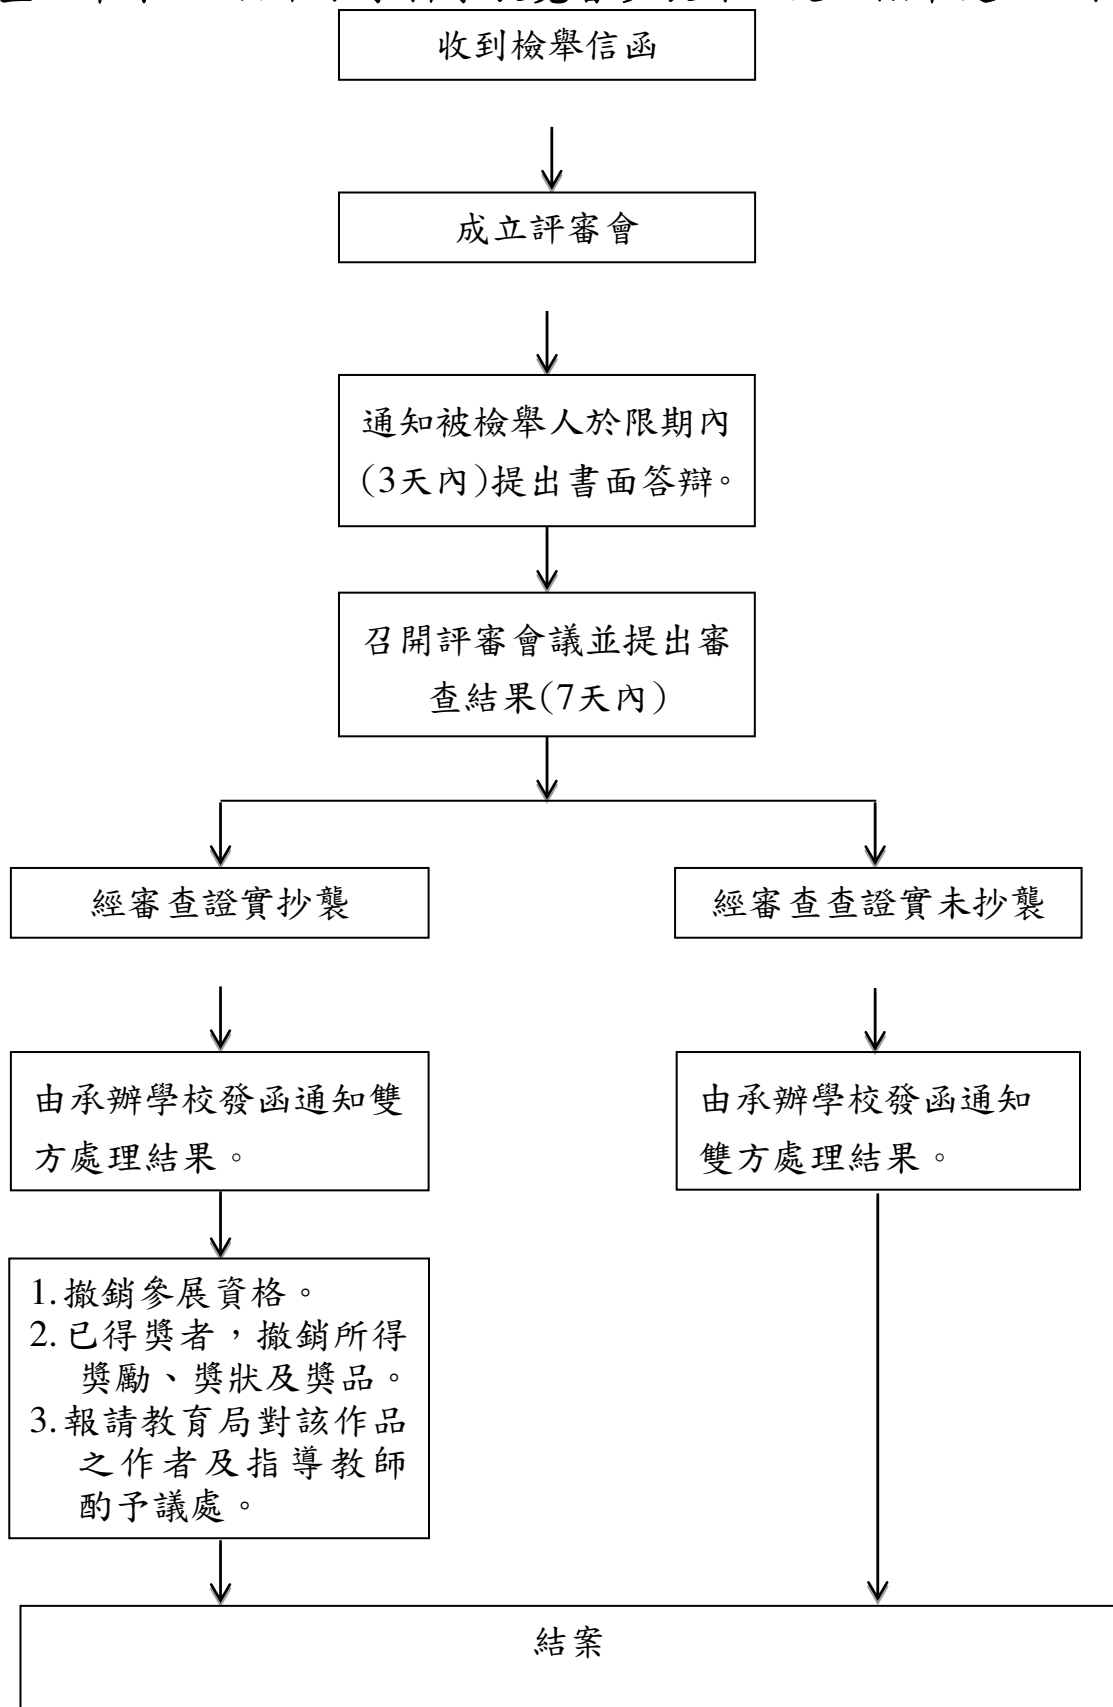 收到檢舉信函
成立評審會
通知被檢舉人於限期內
(3天內)提出書面答辯。
召開評審會議並提出審
查結果(7天內)
經審查證實抄襲
經審查查證實未抄襲
由承辦學校發函通知雙
方處理結果。
由承辦學校發函通知
雙方處理結果。
1.撤銷參展資格。
2.已得獎者，撤銷所得
獎勵、獎狀及獎品。
3.報請教育局對該作品
之作者及指導教師
酌予議處。
結案